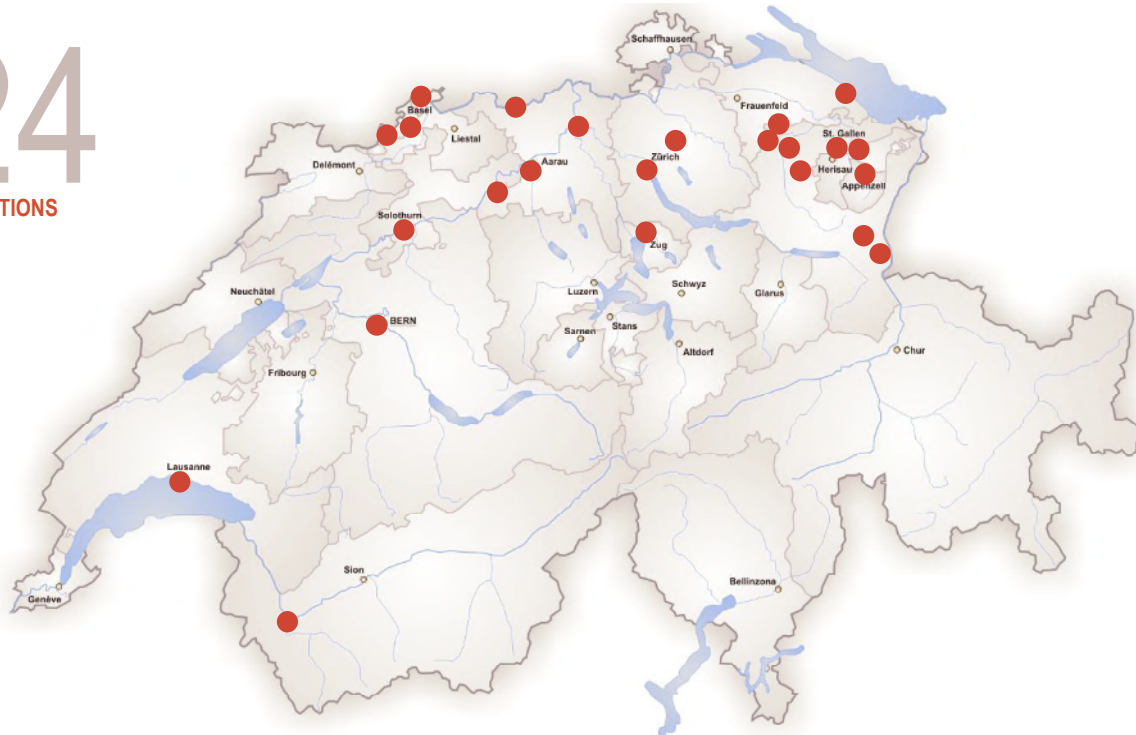 24
TIONS
Schaffhausen
Frauenfeld
Basel
Liestal
St. Gallen
Delémont
Aarau
Zürich
Herisau
Appenzell
Solothurn
Zug
Neuchâtel
Luzern
Schwyz
Glarus
BERN
Stans
Sarnen
Altdorf
Chur
Fribourg
Lausanne
Sion
Bellinzona
Genève